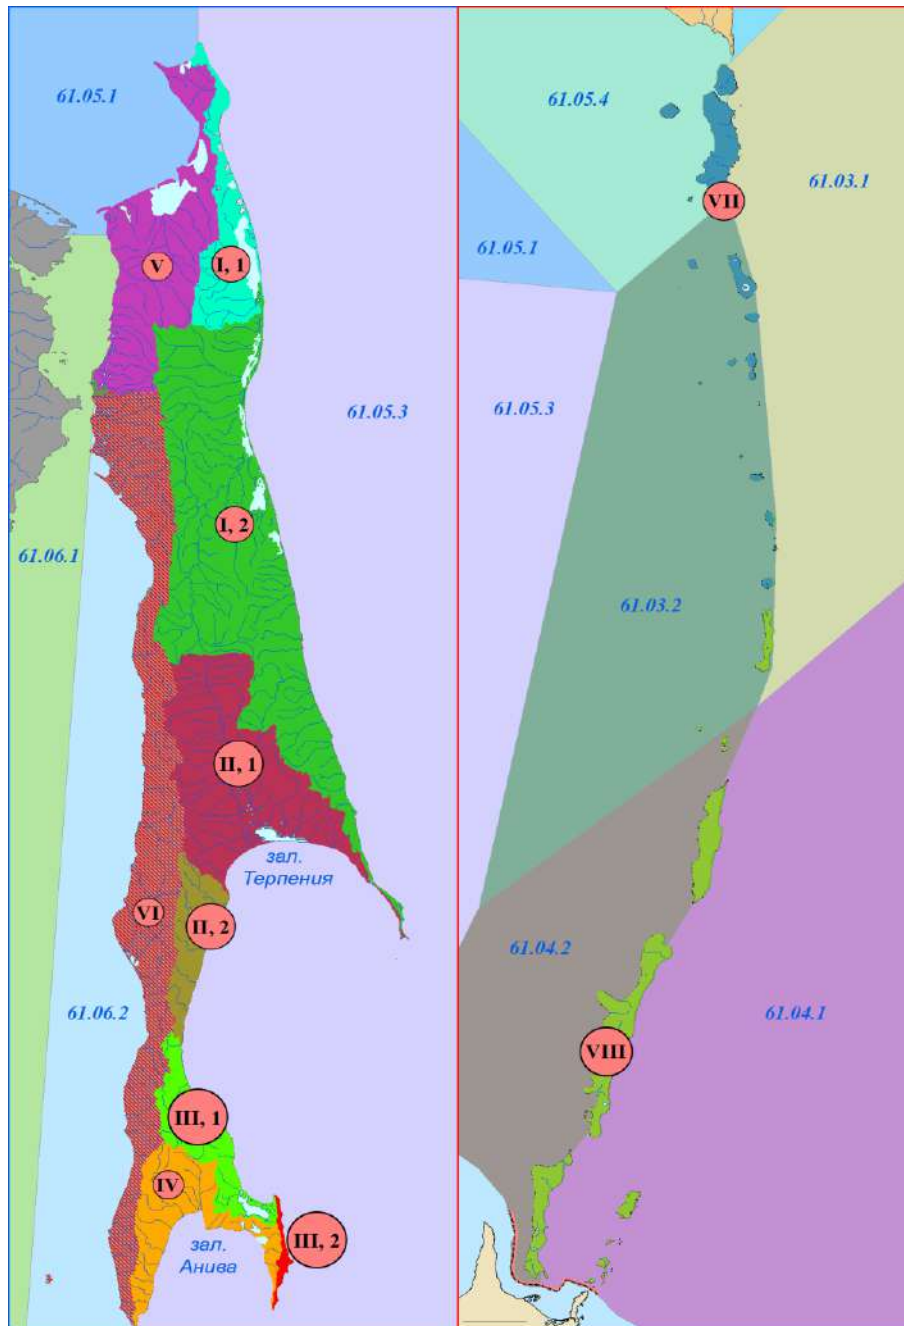 61.05.1
V
I, 1
61.05.3
I, 2
61.06.1
II, 1
зал.
Терпения
VI
II, 2
61.06.2
III, 1
IV
III, 2
зал.
Анива
61.05.4
61.03.1
VII
61.05.1
61.05.3
61.03.2
61.04.2
61.04.1
VIII